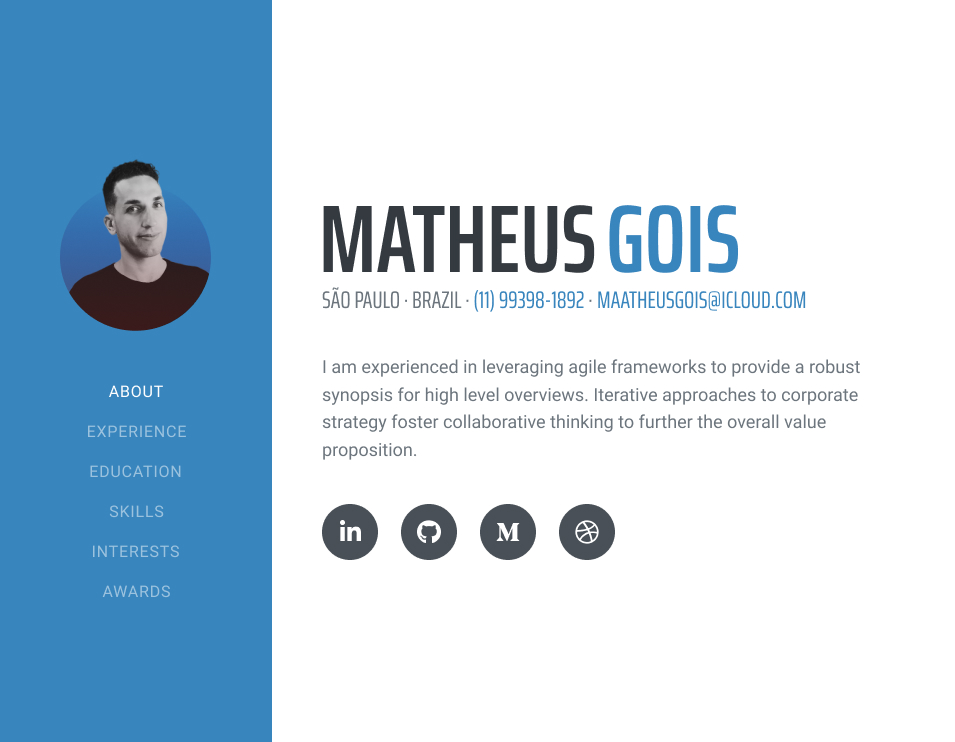 ABOUT
EXPERIENCE
EDUCATION
SKILLS
INTERESTS
AWARDS
MATHEUS GOIS
SÃO PAULO · BRAZIL · (11) 99398-1892 · MAATHEUSGOIS@ICLOUD.COM
I am experienced in leveraging agile frameworks to provide a robust
synopsis for high level overviews. Iterative approaches to corporate
strategy foster collaborative thinking to further the overall value
proposition.
in
M